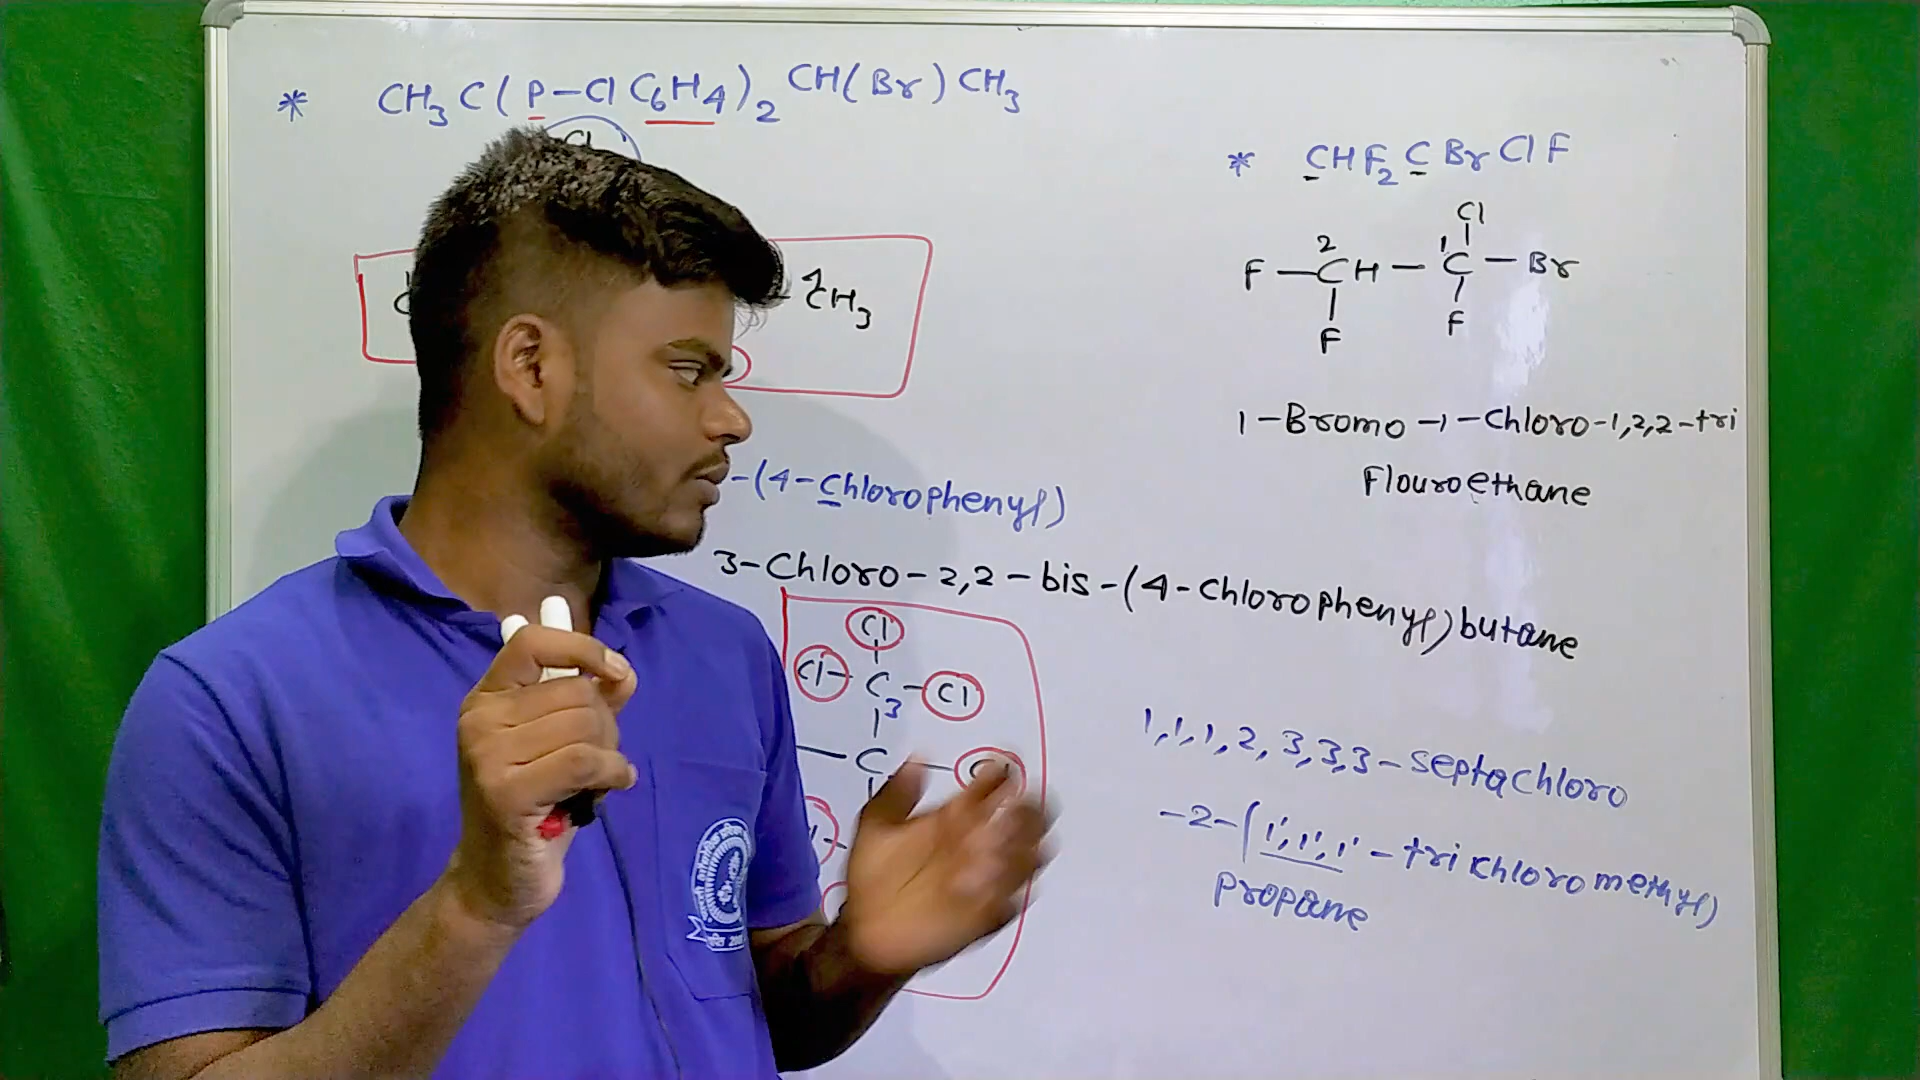 * CH3 C( P-Cl C6H4)2 CH(Br) CH3
Cl
CH3
-(4-Chlorophenyl)
3-Chloro-2,2-bis-(4-Chlorophenyl)butane
Cl
Cl- C -Cl
3
C
* CHF2 C Br Cl F
Cl
2 1
F - CH - C - Br
F
F
1-Bromo-1-Chloro-1,2,2-tri
Flouroethane
1,1,1,2,3,3,3-septachloro
-2-(1',1',1'-trichloromethyl)
Propane